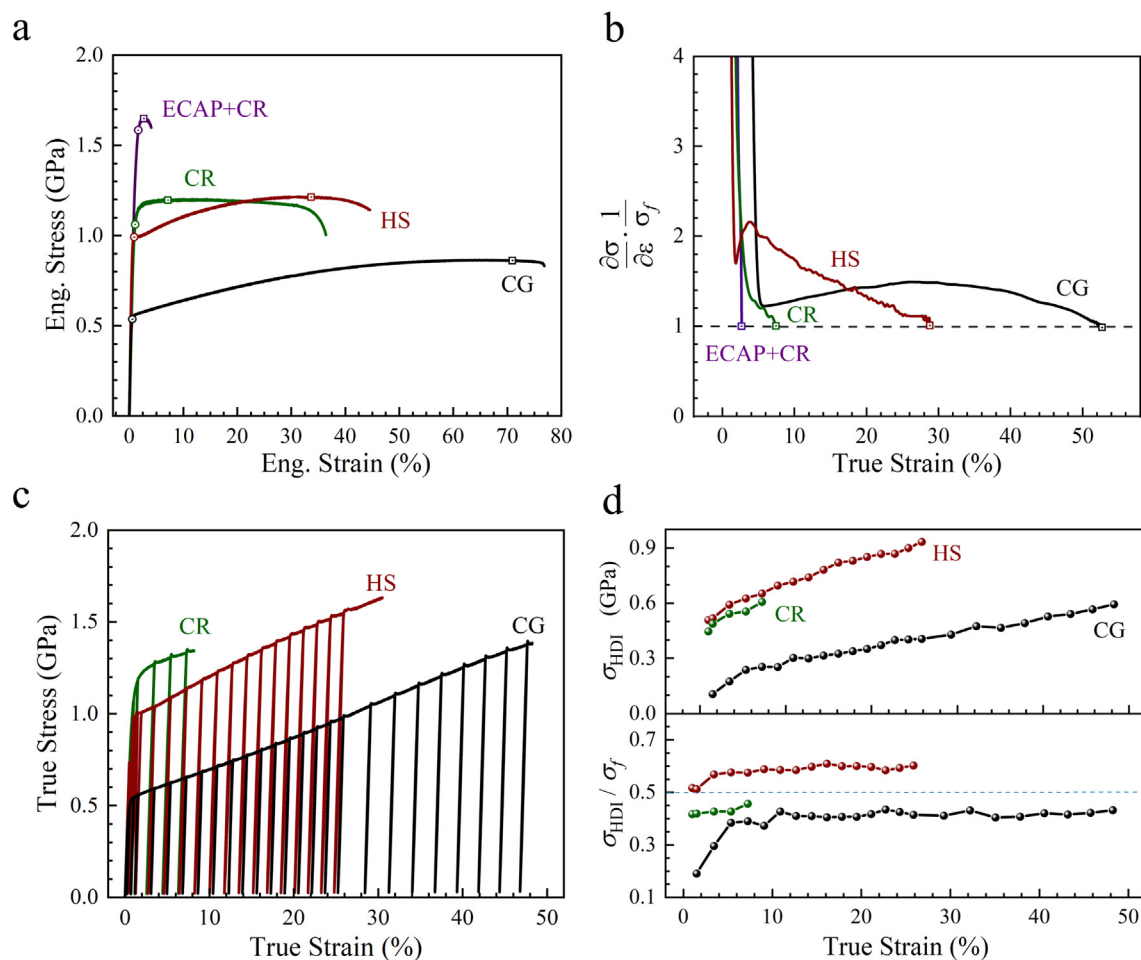 a
2.0
1.5
1.0
0.5
0.0
Eng. Stress (GPa)
ECAP+CR
CR
HS
CG
0 10 20 30 40 50 60 70 80
Eng. Strain (%)
b
4
3
2
1
0
∂σ/∂ε · 1/σf
HS
CG
CR
ECAP+CR
0 10 20 30 40 50
True Strain (%)
c
2.0
1.5
1.0
0.5
0.0
True Stress (GPa)
CR
HS
CG
0 10 20 30 40 50
True Strain (%)
d
0.9
0.6
0.3
0.0
σHDI (GPa)
HS
CR
CG
0.7
0.5
0.3
0.1
σHDI / σf
0 10 20 30 40 50
True Strain (%)